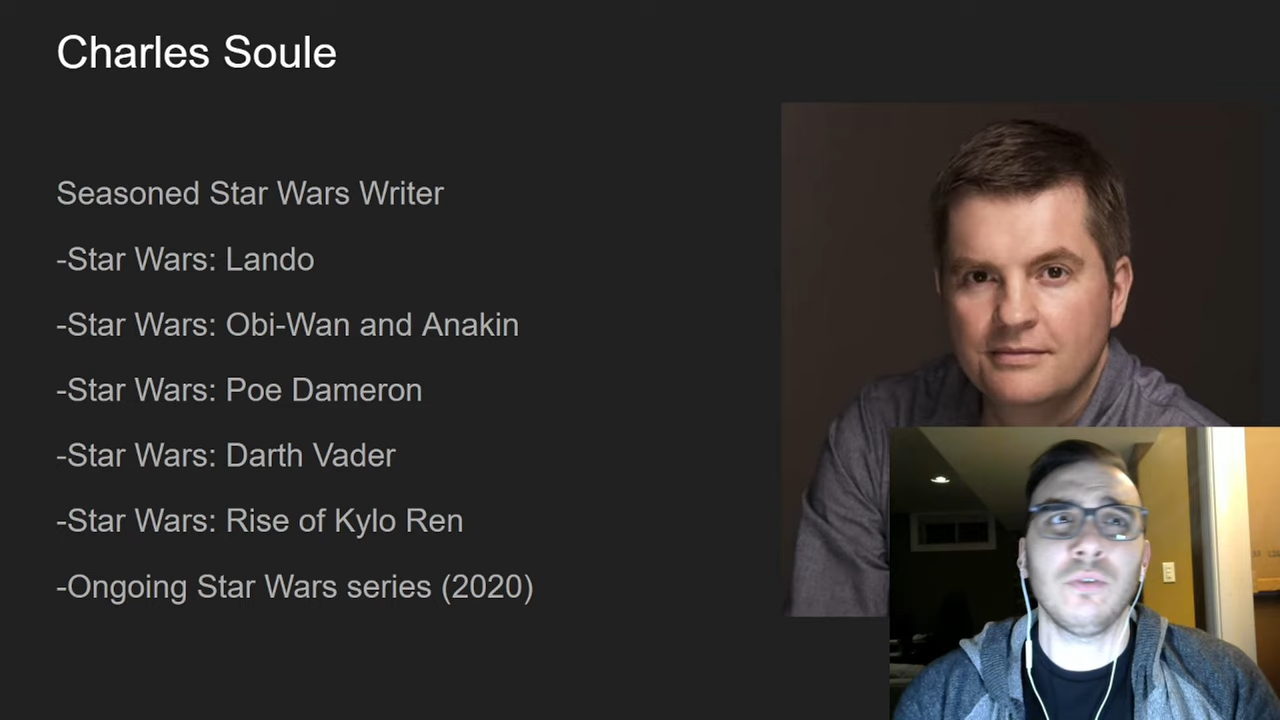 Charles Soule
Seasoned Star Wars Writer
-Star Wars: Lando
-Star Wars: Obi-Wan and Anakin
-Star Wars: Poe Dameron
-Star Wars: Darth Vader
-Star Wars: Rise of Kylo Ren
-Ongoing Star Wars series (2020)